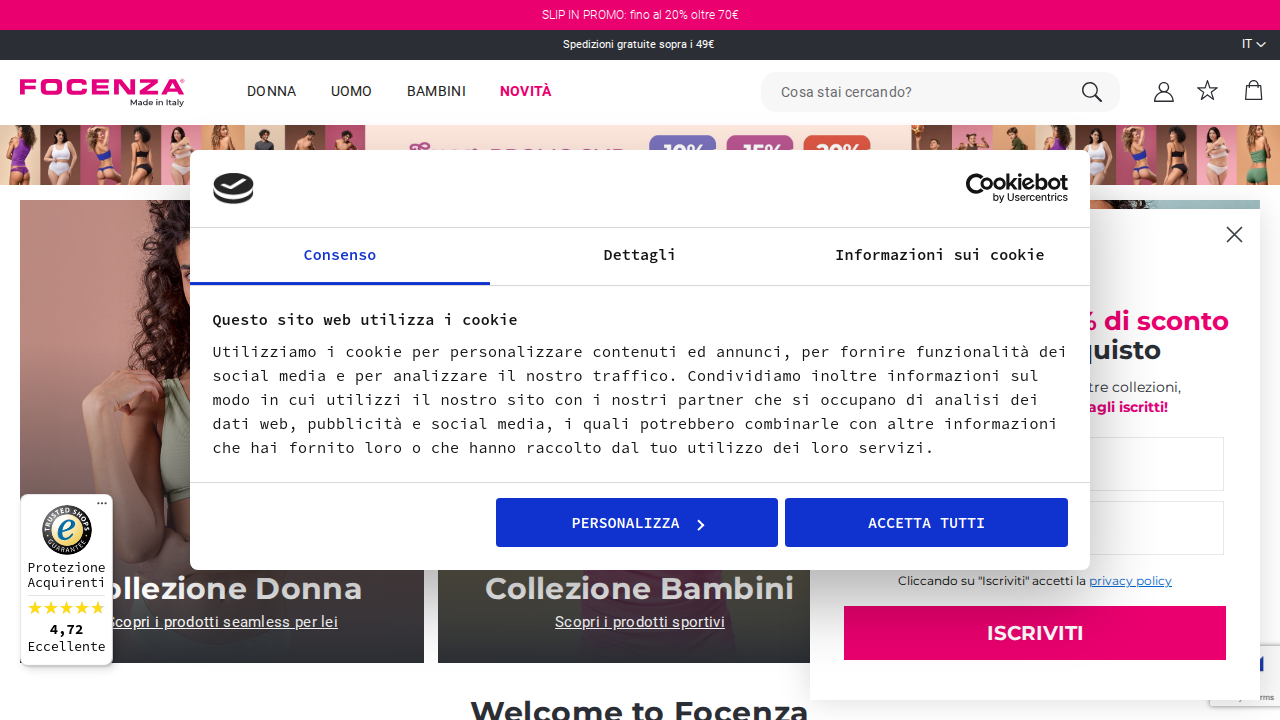 SLIP IN PROMO: fino al 20% oltre 70€
Spedizioni gratuite sopra i 49€
IT
FOCENZA
Made in Italy
DONNA
UOMO
BAMBINI
NOVITÀ
Cosa stai cercando?
Cookiebot
by Usercentrics
Consenso
Dettagli
Informazioni sui cookie
Questo sito web utilizza i cookie
Utilizziamo i cookie per personalizzare contenuti ed annunci, per fornire funzionalità dei
social media e per analizzare il nostro traffico. Condividiamo inoltre informazioni sul
modo in cui utilizzi il nostro sito con i nostri partner che si occupano di analisi dei
dati web, pubblicità e social media, i quali potrebbero combinarle con altre informazioni
che hai fornito loro o che hanno raccolto dal tuo utilizzo dei loro servizi.
PERSONALIZZA
ACCETTA TUTTI
% di sconto
agli iscritti!
Cliccando su "Iscriviti" accetti la privacy policy
ISCRIVITI
TRUSTED SHOPS
GUARANTEE
Protezione
Acquirenti
4,72
Eccellente
Collezione Donna
Scopri i prodotti seamless per lei
Collezione Bambini
Scopri i prodotti sportivi
Welcome to Focenza